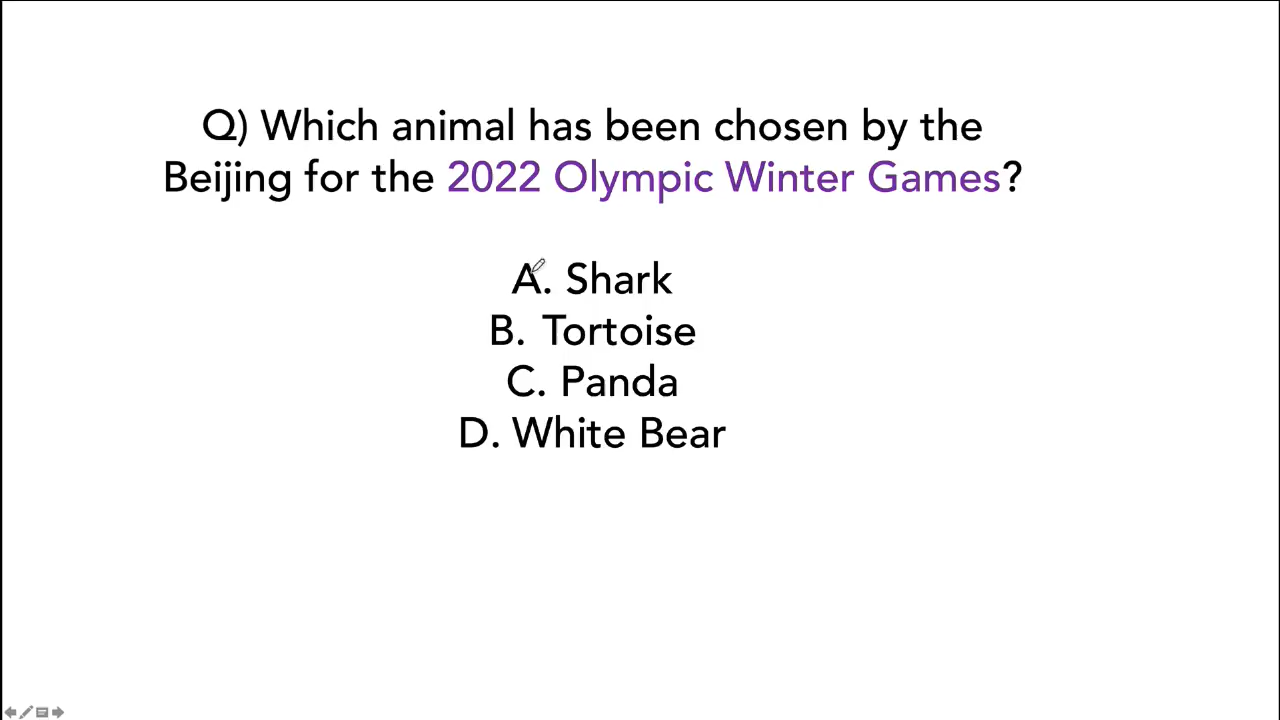 Q) Which animal has been chosen by the
Beijing for the 2022 Olympic Winter Games?
A. Shark
B. Tortoise
C. Panda
D. White Bear